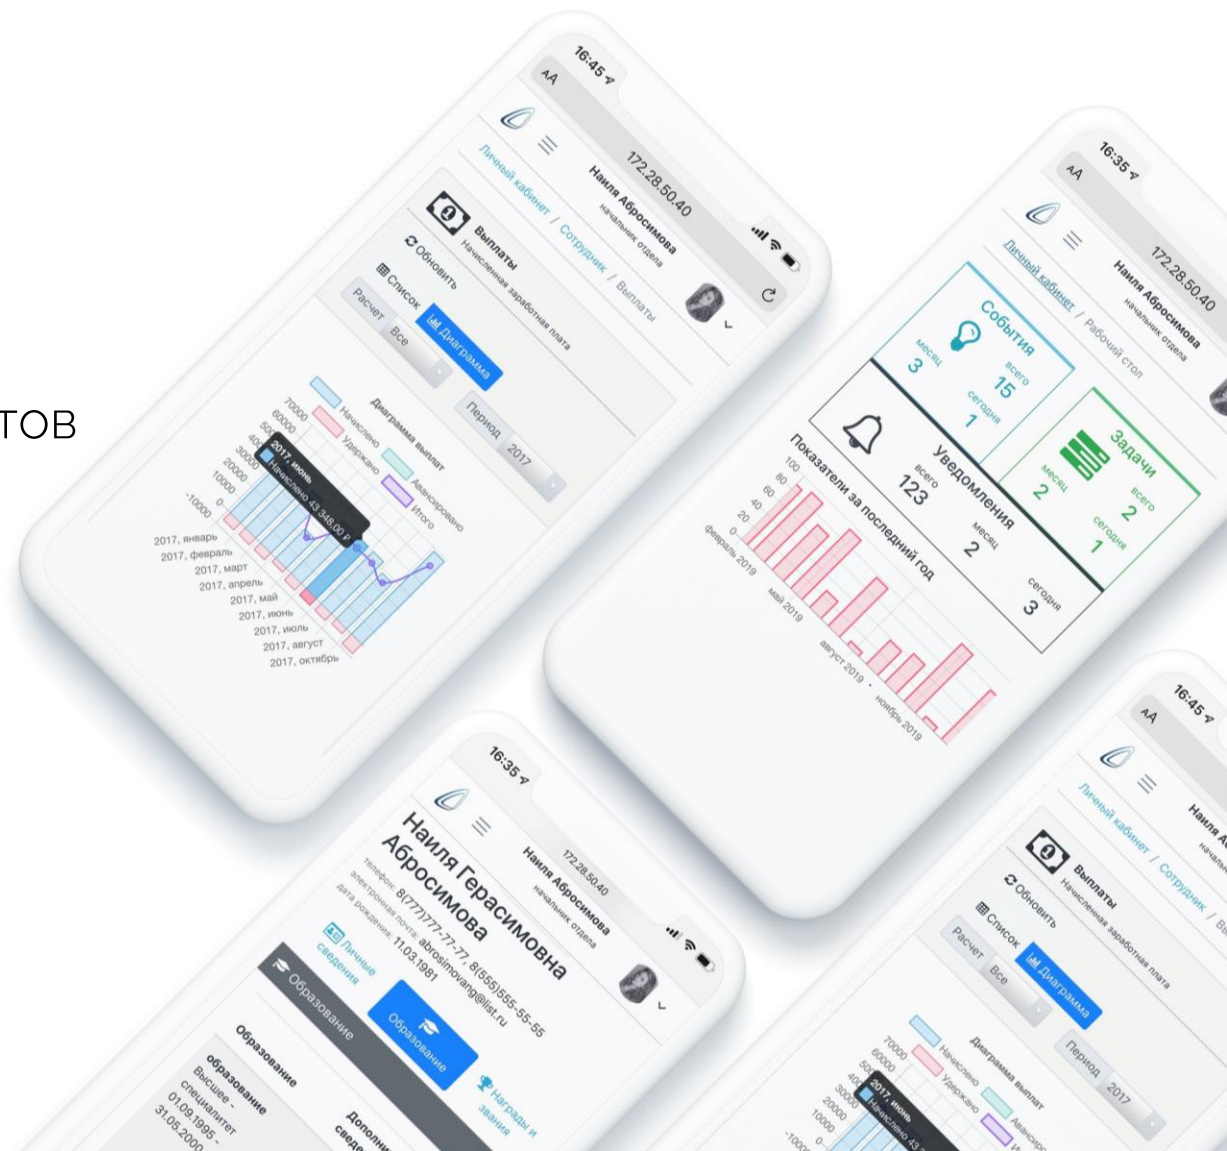 ТОВ
16:45
AA
172.28.50.40
Наиля Абросимова
начальник отдела
Личный кабинет / Сотрудник / Выплаты
Выплаты
Начисленная заработная плата
Обновить
Список
Диаграмма
Расчет
Все
Период
2017
Диаграмма выплат
Начислено
Авансировано
Удержано
Итого
70000
60000
30000
20000
10000
0
-10000
2017, июнь
Начислено 43 348,00 ₽
2017, январь
2017, февраль
2017, март
2017, апрель
2017, май
2017, июнь
2017, июль
2017, август
2017, октябрь
16:35
AA
172.28.50.40
Наиля Абросимова
начальник отдела
Личный кабинет / Рабочий стол
События
месяц
3
всего
15
сегодня
1
Задачи
месяц
2
всего
2
сегодня
1
Уведомления
всего
123
месяц
2
сегодня
3
Показатели за последний год
100
80
60
40
20
0
февраль 2019
май 2019
август 2019
ноябрь 2019
16:35
172.28.50.40
Наиля Абросимова
начальник отдела
Наиля Герасимовна
Абросимова
телефон: 8(777)777-77-77, 8(555)555-55-55
электронная почта: abrosimovang@list.ru
дата рождения: 11.03.1981
Личные
сведения
Образование
Награды и
звания
Образование
Образование
образование
Высшее -
специалитет
01.09.1995 -
31.05.2000
16:45
AA
Личный кабинет / Сотрудник /
Выплаты
Начисленная заработная плата
Обновить
Список
Диаграмма
Расчет
Все
Период
2017
Диаграмма выплат
Начислено
Удержано
70000
60000
30000
20000
10000
0
-10000
2017, июнь
Начислено 43